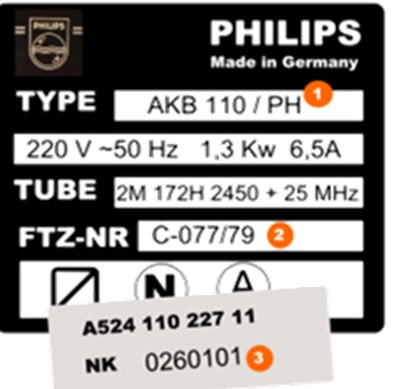 PHILIPS
PHILIPS
Made in Germany
TYPE AKB 110 / PH 1
220 V ~50 Hz 1,3 Kw 6,5A
TUBE 2M 172H 2450 + 25 MHz
FTZ-NR C-077/79 2
N A
A524 110 227 11
NK 0260101 3